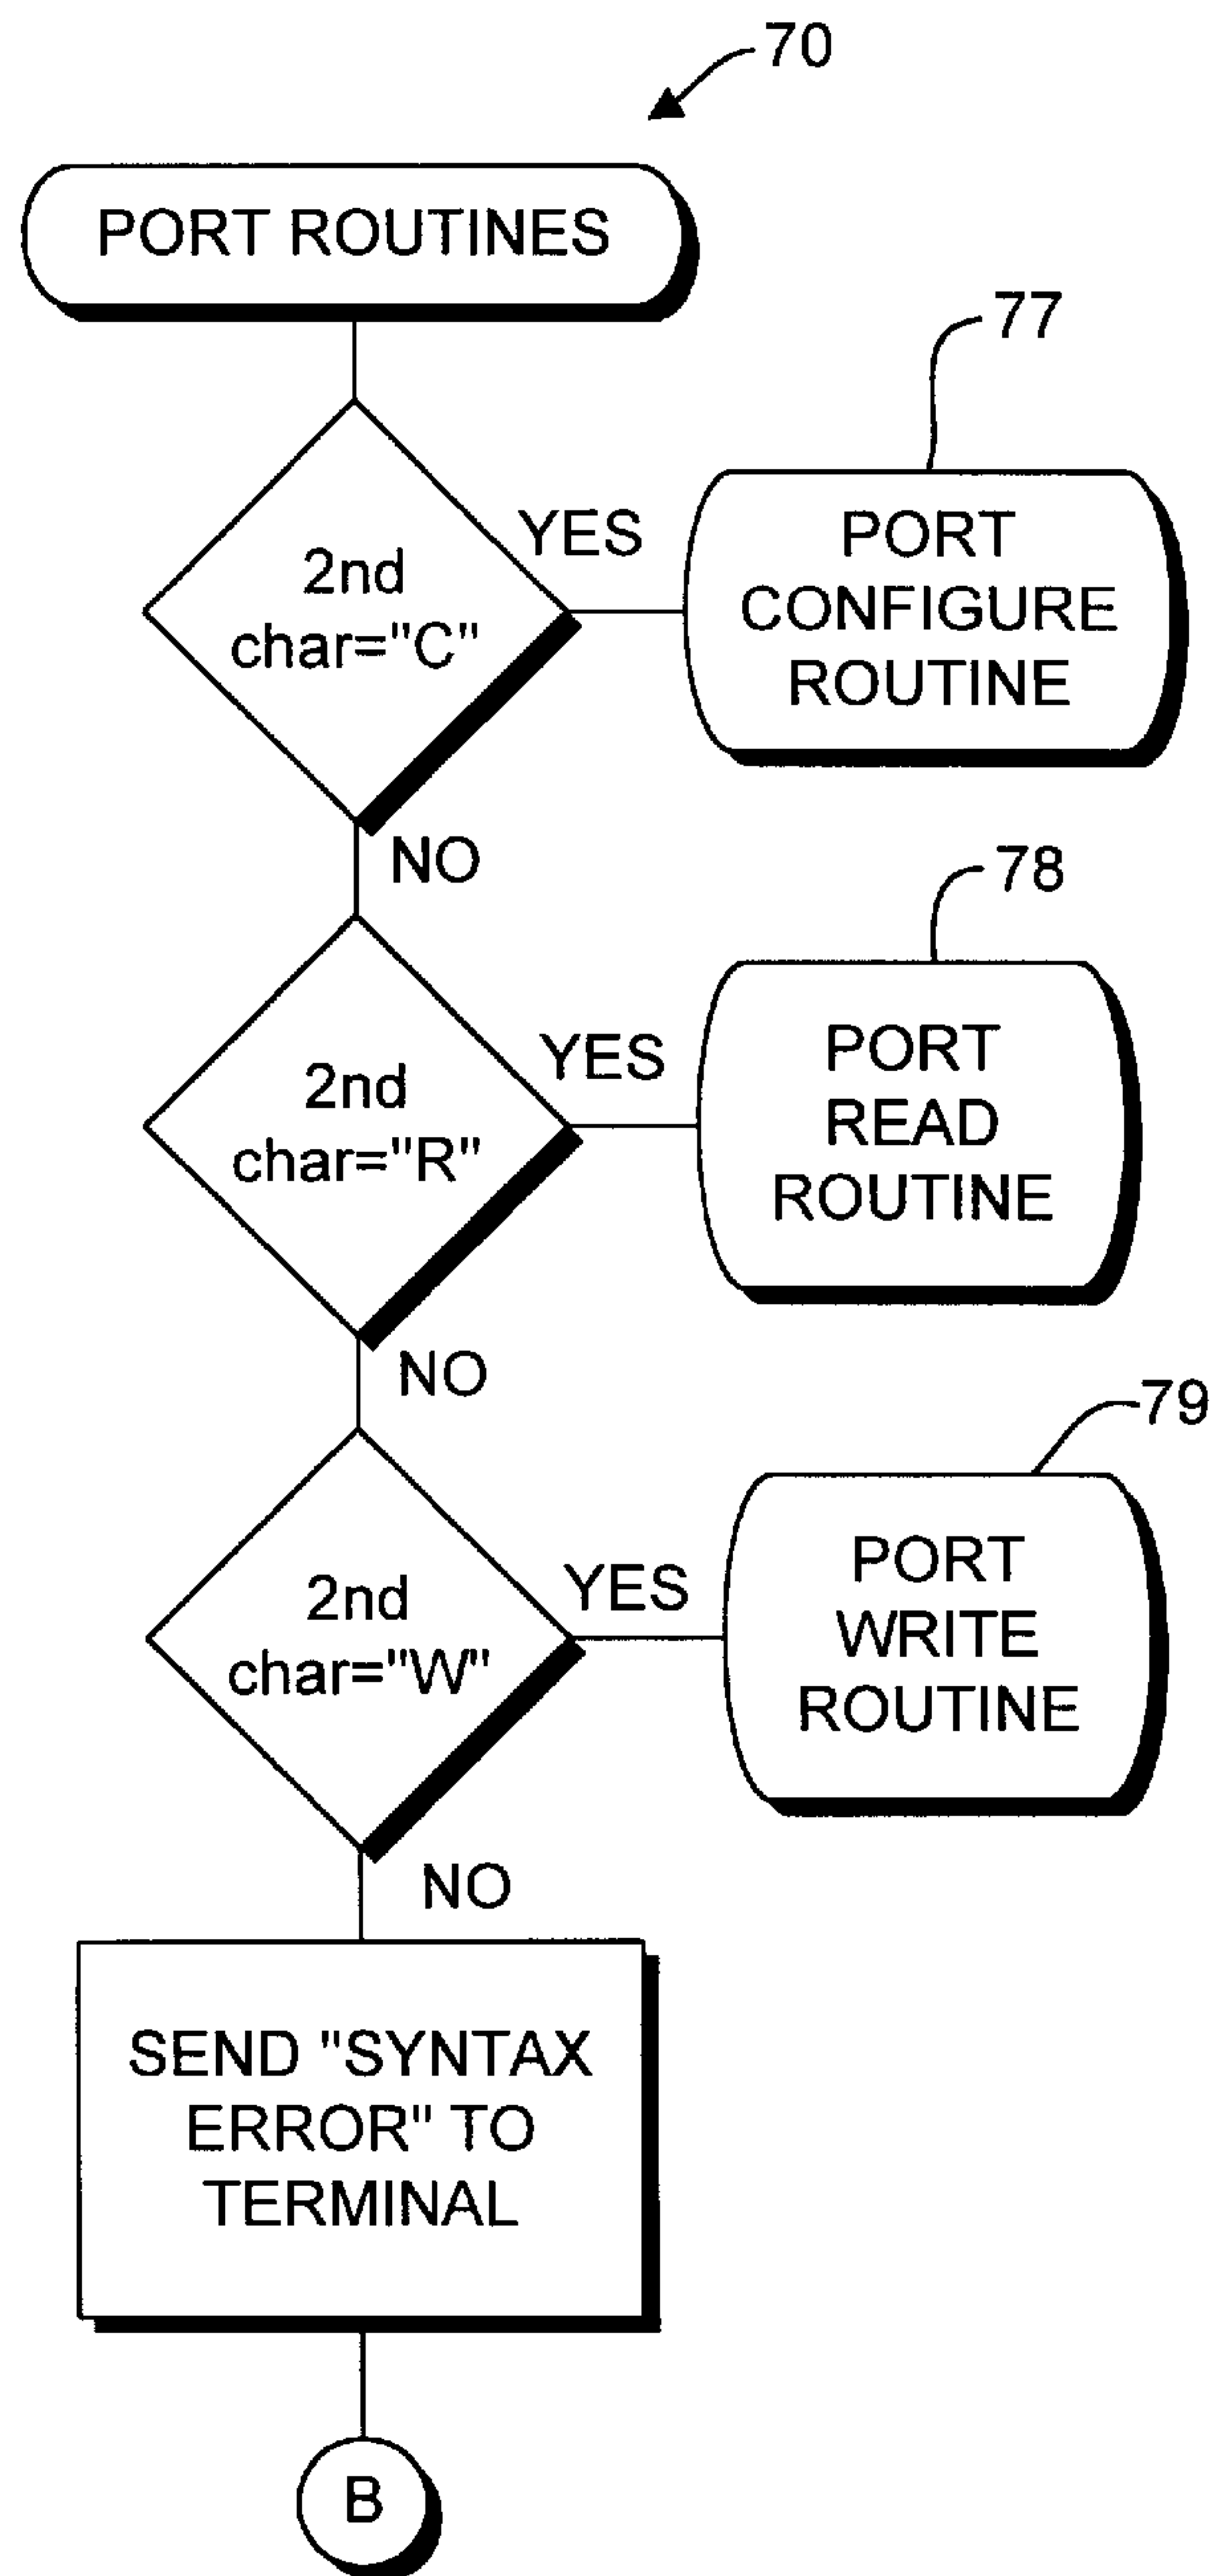 70
PORT ROUTINES
77
2nd
char="C"
YES
PORT
CONFIGURE
ROUTINE
NO
78
2nd
char="R"
YES
PORT
READ
ROUTINE
NO
79
2nd
char="W"
YES
PORT
WRITE
ROUTINE
NO
SEND "SYNTAX
ERROR" TO
TERMINAL
B